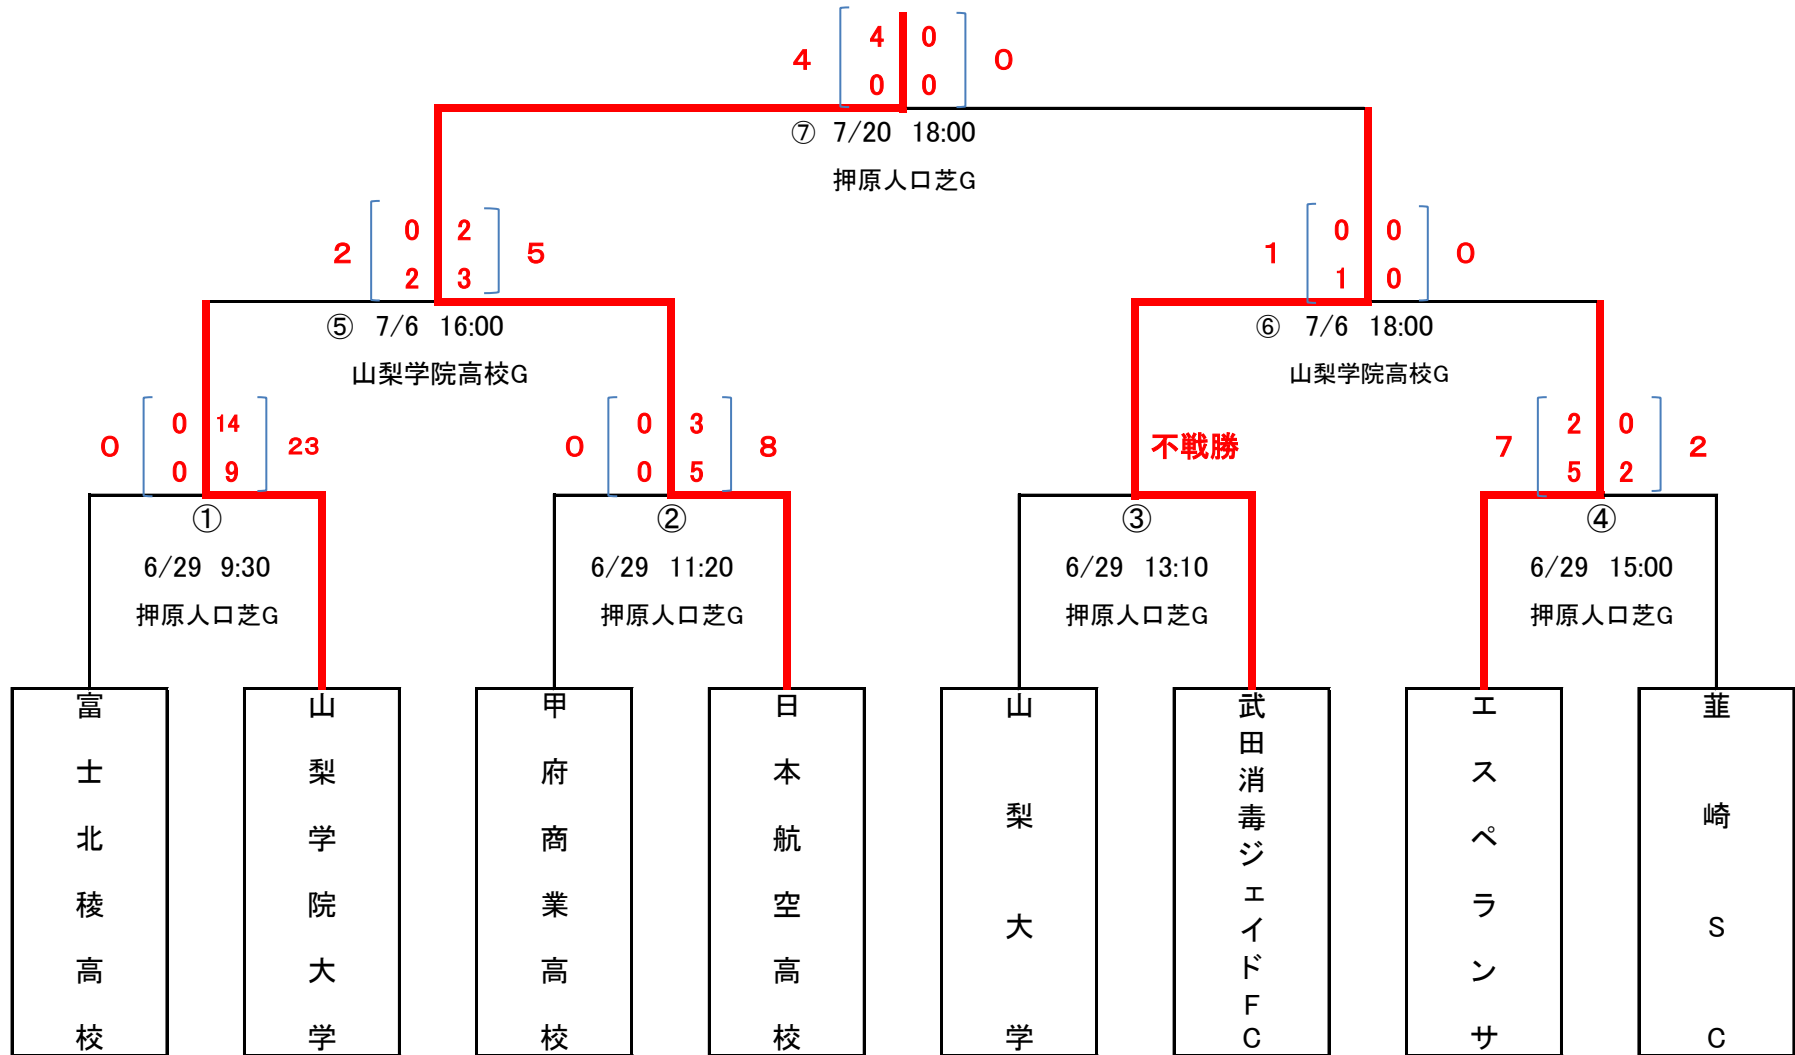 4 0
4 0
0 0
⑦ 7/20 18:00
押原人口芝G
0 2 0 0
2 5 1 0
2 3 1 0
⑤ 7/6 16:00 ⑥ 7/6 18:00
山梨学院高校G 山梨学院高校G
0 14 0 3 2 0
0 23 0 8 不戦勝 7 2
0 9 0 5 5 2
① ② ③ ④
6/29 9:30 6/29 11:20 6/29 13:10 6/29 15:00
押原人口芝G 押原人口芝G 押原人口芝G 押原人口芝G
富士北稜高校
山梨学院大学
甲府商業高校
日本航空高校
山梨大学
武田消毒ジェイドFC
エスペランサ
韮崎SC